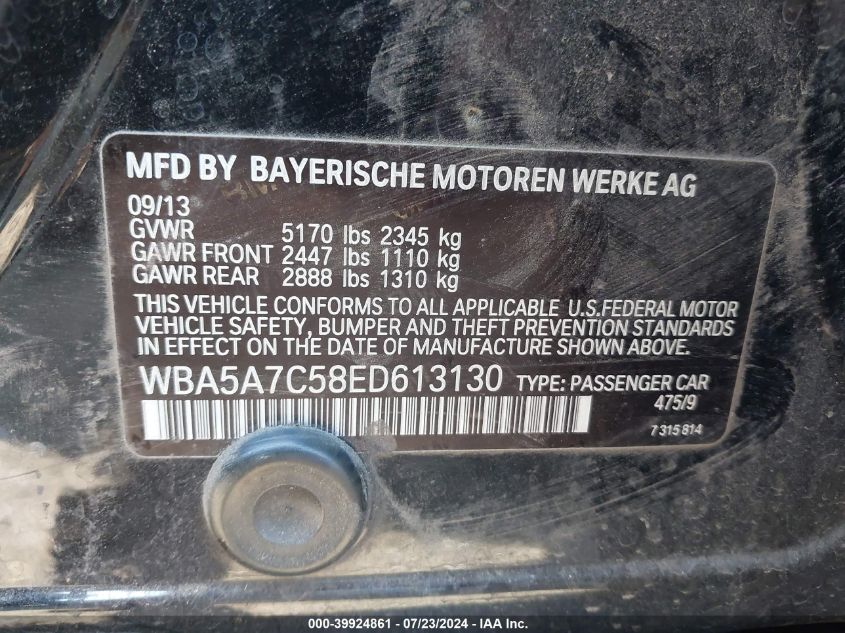 MFD BY BAYERISCHE MOTOREN WERKE AG
09/13
GVWR 5170 lbs 2345 kg
GAWR FRONT 2447 lbs 1110 kg
GAWR REAR 2888 lbs 1310 kg
THIS VEHICLE CONFORMS TO ALL APPLICABLE U.S.FEDERAL MOTOR
VEHICLE SAFETY, BUMPER AND THEFT PREVENTION STANDARDS
IN EFFECT ON THE DATE OF MANUFACTURE SHOWN ABOVE.
WBA5A7C58ED613130 TYPE: PASSENGER CAR
475/9
7 315 814
000-39924861 - 07/23/2024 - IAA Inc.